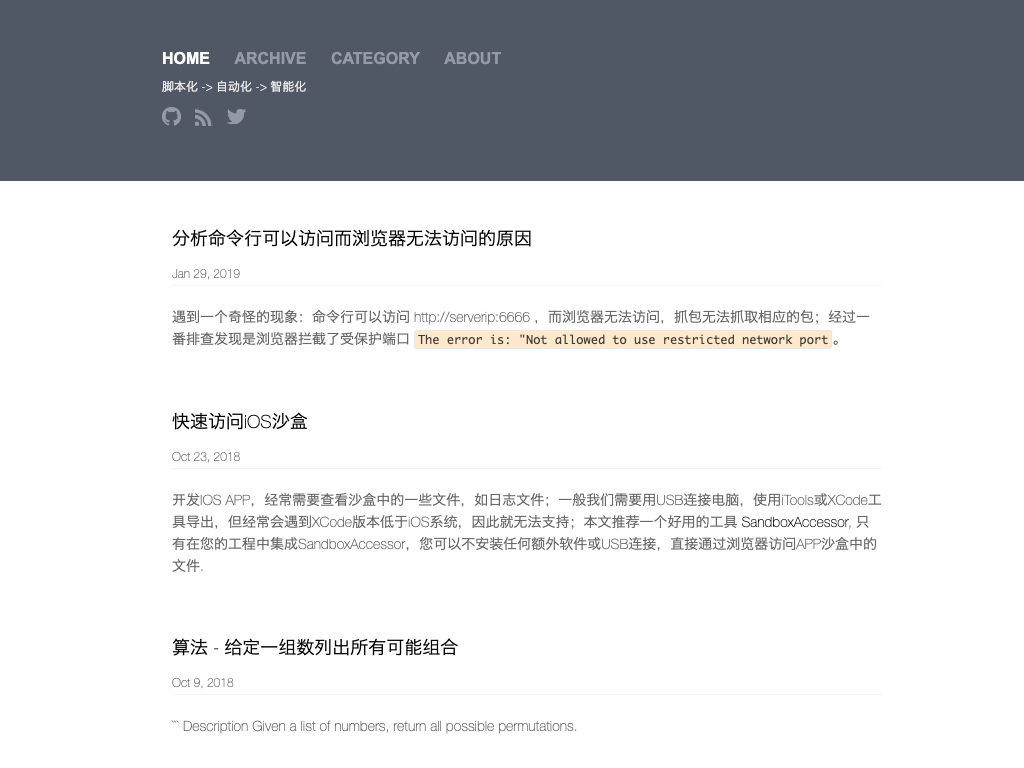 HOME ARCHIVE CATEGORY ABOUT
脚本化 -> 自动化 -> 智能化
分析命令行可以访问而浏览器无法访问的原因
Jan 29, 2019
遇到一个奇怪的现象：命令行可以访问 http://serverip:6666 ，而浏览器无法访问，抓包无法抓取相应的包；经过一
番排查发现是浏览器拦截了受保护端口 The error is: "Not allowed to use restricted network port 。
快速访问iOS沙盒
Oct 23, 2018
开发IOS APP，经常需要查看沙盒中的一些文件，如日志文件；一般我们需要用USB连接电脑，使用iTools或XCode工
具导出，但经常会遇到XCode版本低于iOS系统，因此就无法支持；本文推荐一个好用的工具 SandboxAccessor, 只
有在您的工程中集成SandboxAccessor，您可以不安装任何额外软件或USB连接，直接通过浏览器访问APP沙盒中的
文件.
算法 - 给定一组数列出所有可能组合
Oct 9, 2018
``` Description Given a list of numbers, return all possible permutations.